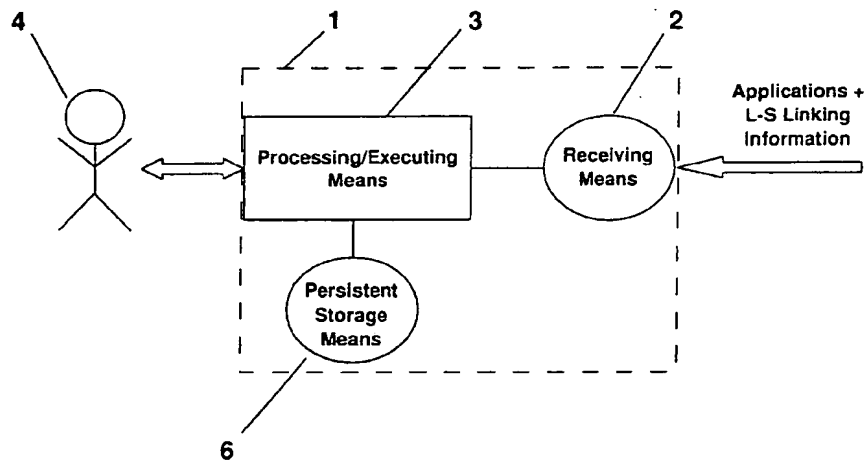 4
1
3
2
Applications +
L-S Linking
Information
Processing/Executing
Means
Receiving
Means
Persistent
Storage
Means
6